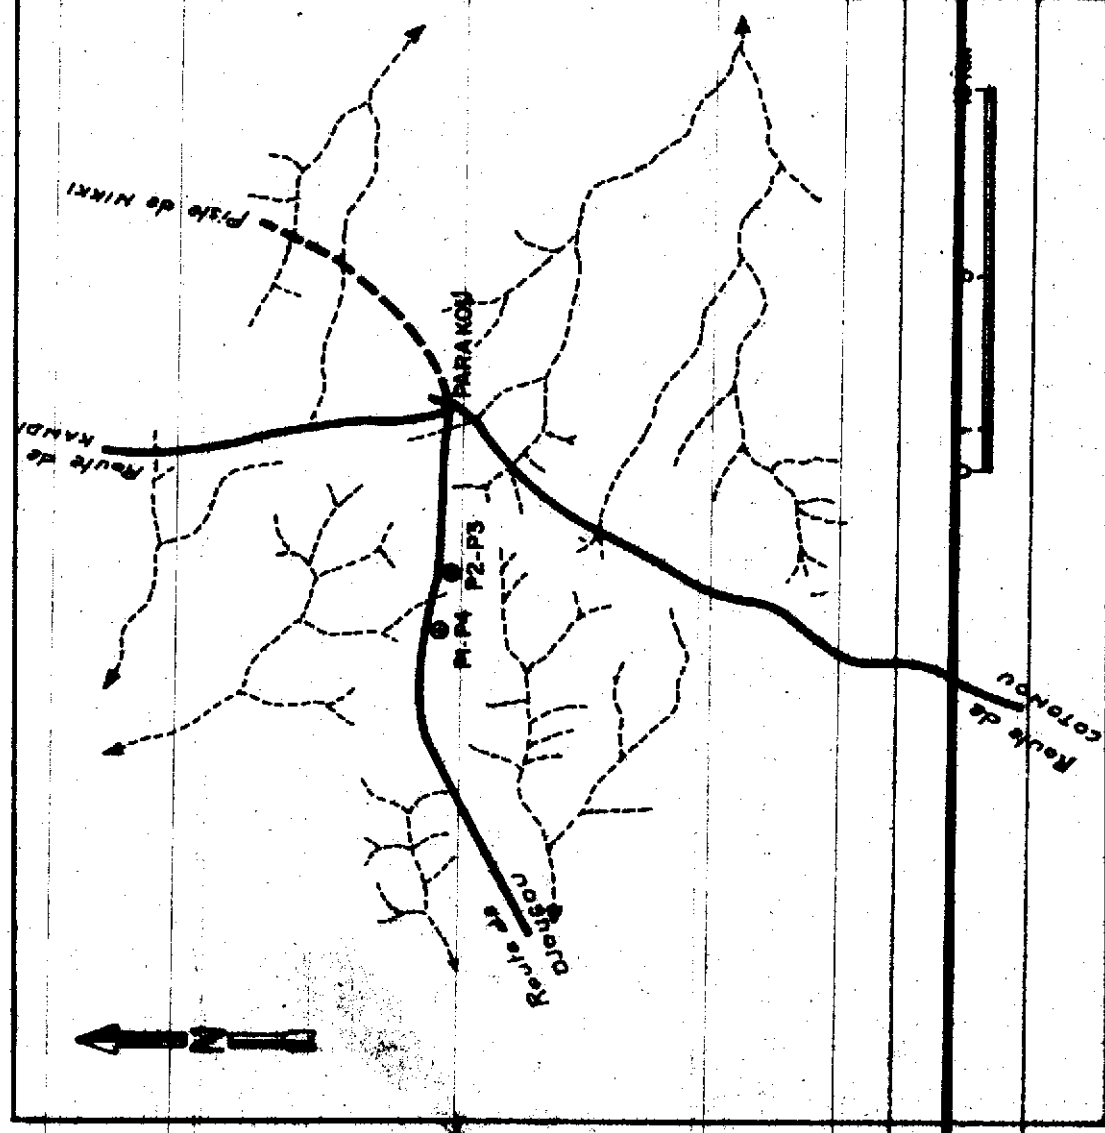 Piste de NIKKI
Route de
KANDI
PARAKOU
P2-P3
P1-P4
Route de
DJOUGOU
Route de
COTONOU
N